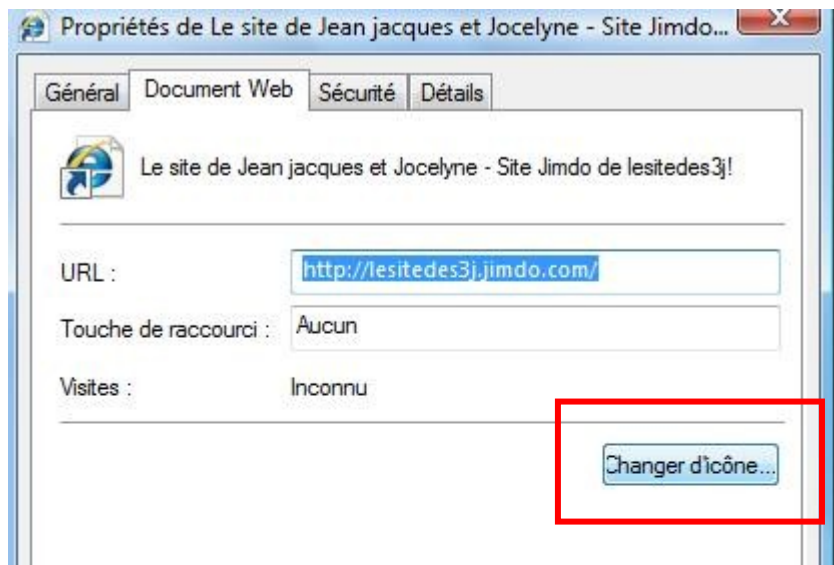 Propriétés de Le site de Jean jacques et Jocelyne - Site Jimdo...
Général Document Web Sécurité Détails
Le site de Jean jacques et Jocelyne - Site Jimdo de lesitedes3j!
URL : http://lesitedes3j.jimdo.com/
Touche de raccourci : Aucun
Visites : Inconnu
Changer d'icône...